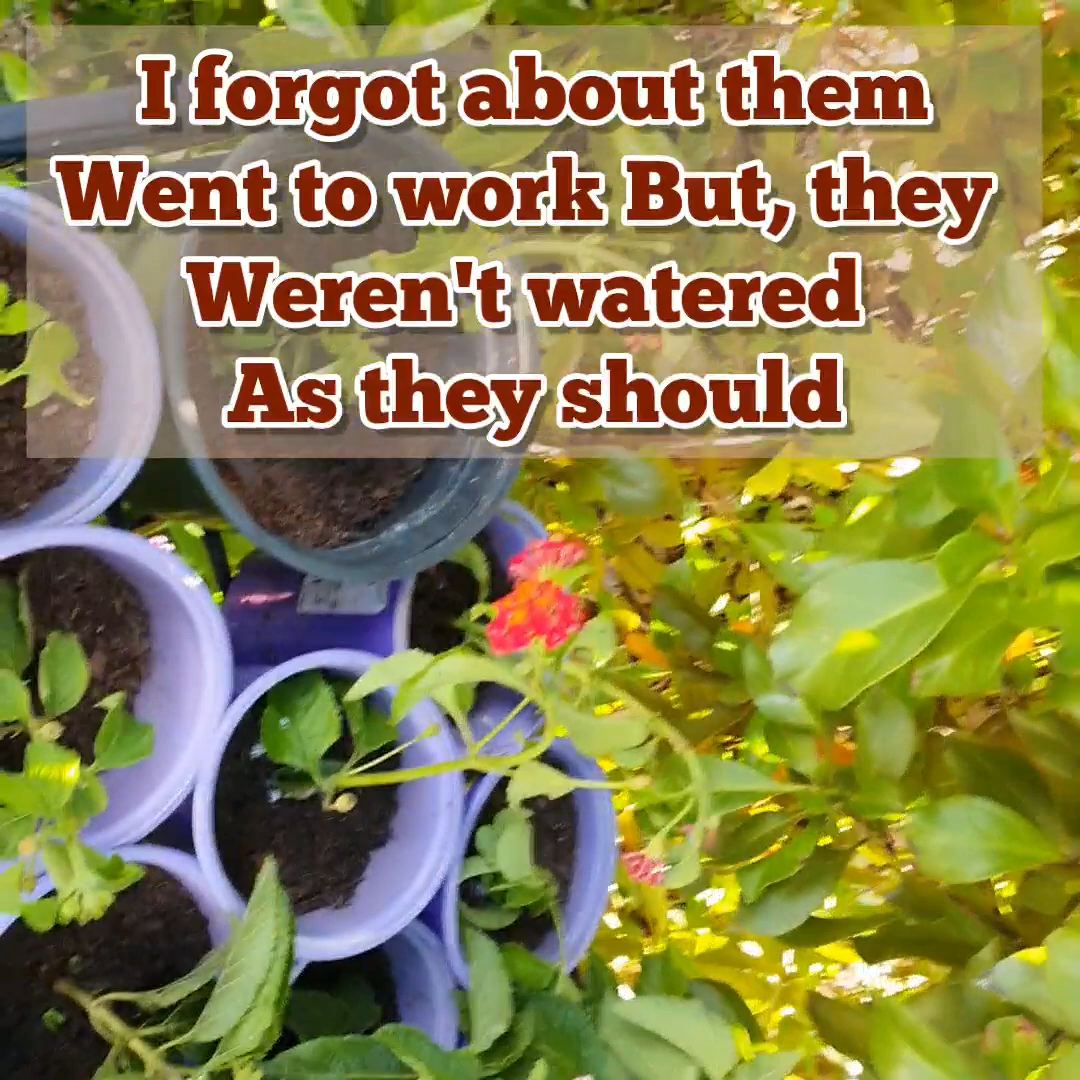 I forgot about them
Went to work But, they
Weren't watered
As they should